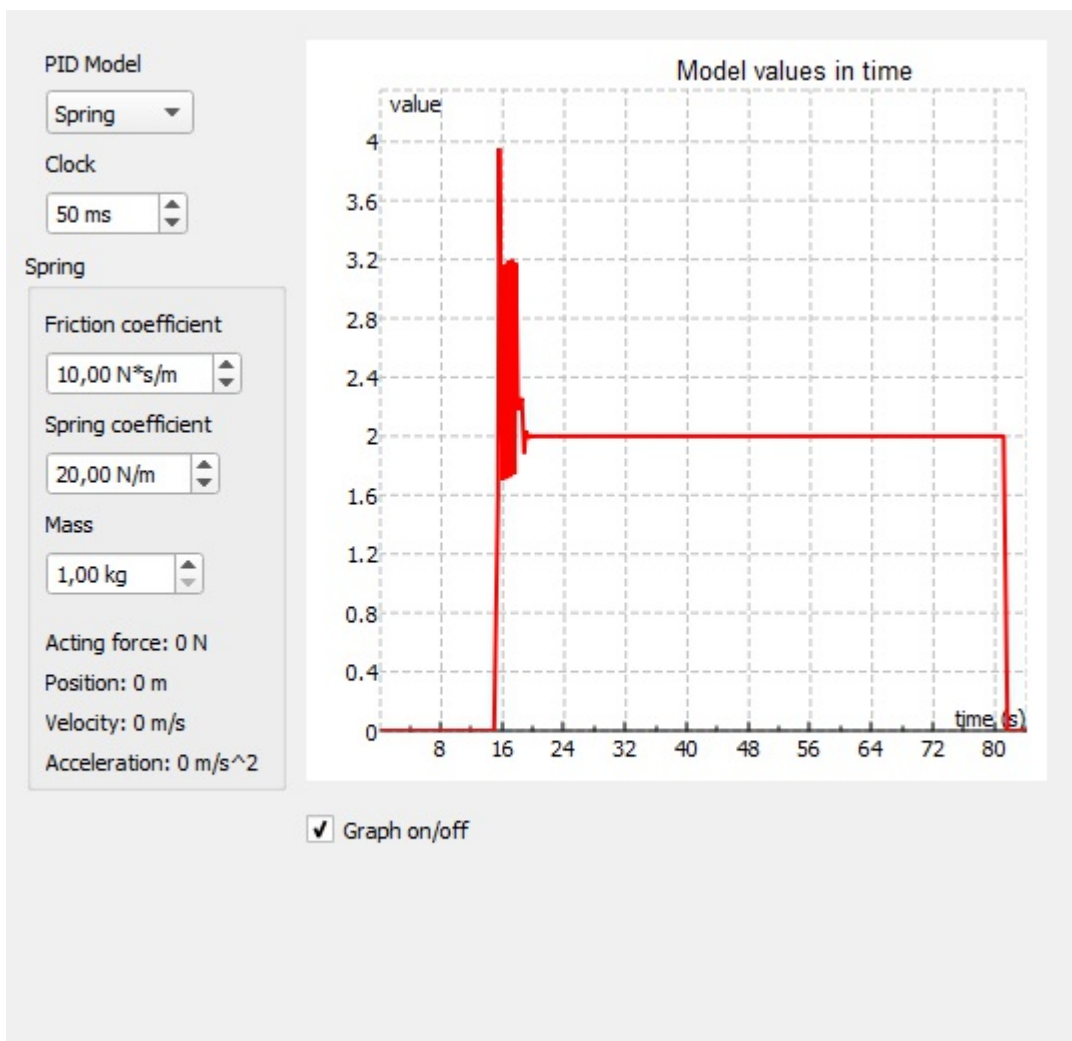 PID Model
Spring
Clock
50 ms
Spring
Friction coefficient
10,00 N*s/m
Spring coefficient
20,00 N/m
Mass
1,00 kg
Acting force: 0 N
Position: 0 m
Velocity: 0 m/s
Acceleration: 0 m/s^2
Model values in time
value
4
3.6
3.2
2.8
2.4
2
1.6
1.2
0.8
0.4
0
time (s)
8 16 24 32 40 48 56 64 72 80
Graph on/off